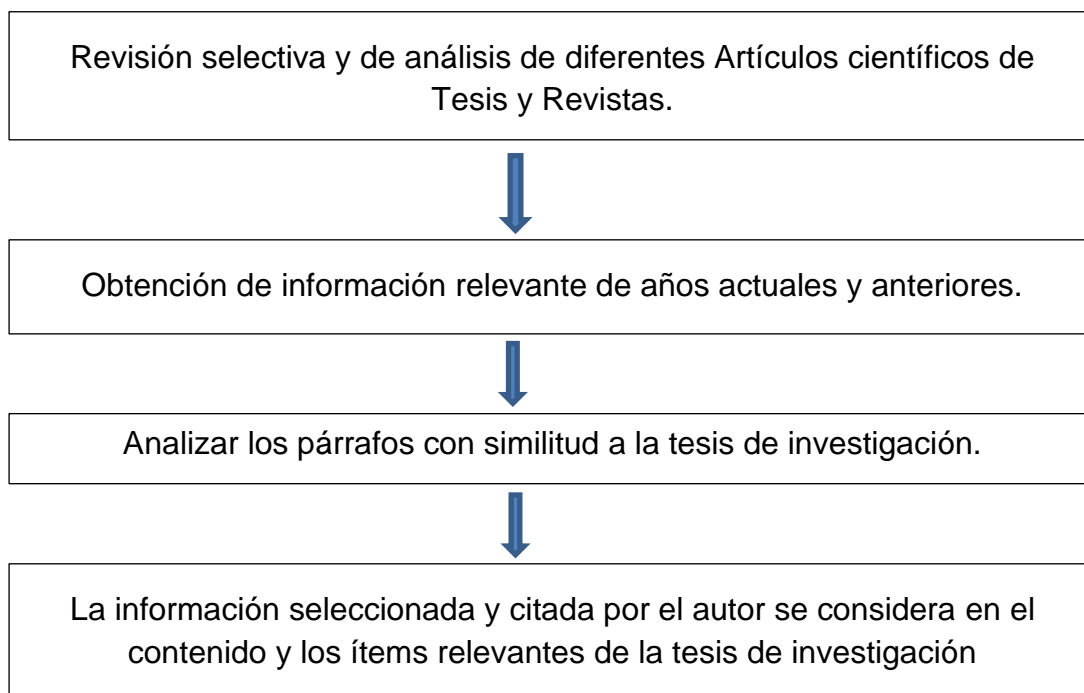 Revisión selectiva y de análisis de diferentes Artículos científicos de
Tesis y Revistas.
Obtención de información relevante de años actuales y anteriores.
Analizar los párrafos con similitud a la tesis de investigación.
La información seleccionada y citada por el autor se considera en el
contenido y los ítems relevantes de la tesis de investigación